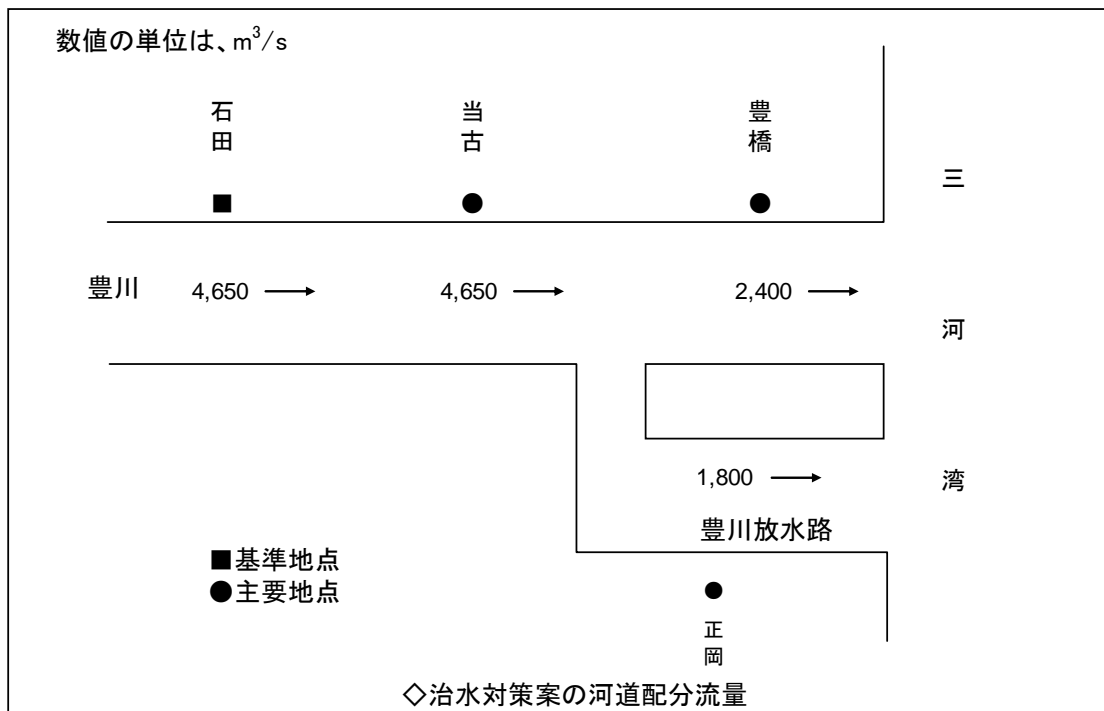 数値の単位は、m³/s
石田
当古
豊橋
三河湾
豊川
4,650
4,650
2,400
1,800
豊川放水路
■基準地点
●主要地点
正岡
◇治水対策案の河道配分流量